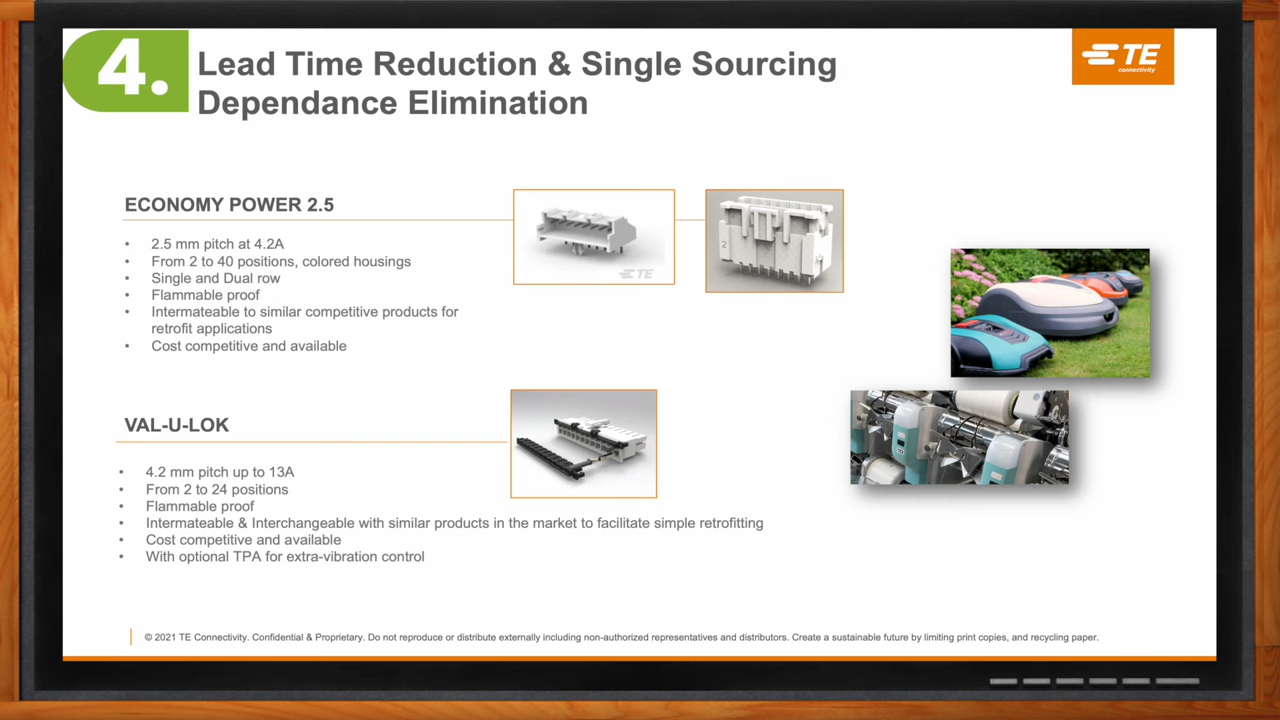 4.
Lead Time Reduction & Single Sourcing
Dependance Elimination
TE
connectivity
ECONOMY POWER 2.5
• 2.5 mm pitch at 4.2A
• From 2 to 40 positions, colored housings
• Single and Dual row
• Flammable proof
• Intermateable to similar competitive products for
retrofit applications
• Cost competitive and available
TE
2
VAL-U-LOK
• 4.2 mm pitch up to 13A
• From 2 to 24 positions
• Flammable proof
• Intermateable & Interchangeable with similar products in the market to facilitate simple retrofitting
• Cost competitive and available
• With optional TPA for extra-vibration control
© 2021 TE Connectivity. Confidential & Proprietary. Do not reproduce or distribute externally including non-authorized representatives and distributors. Create a sustainable future by limiting print copies, and recycling paper.